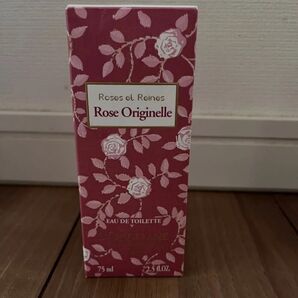 Roses et Reines
Rose Originelle
EAU DE TOILETTE
75 ml 2.5 fl.oz.